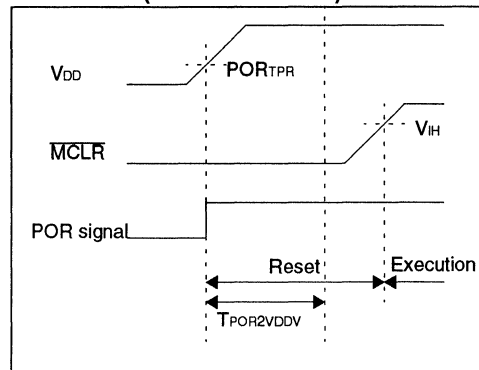 VDD
PORTPR
MCLR
VIH
POR signal
Reset
Execution
TPOR2VDDV